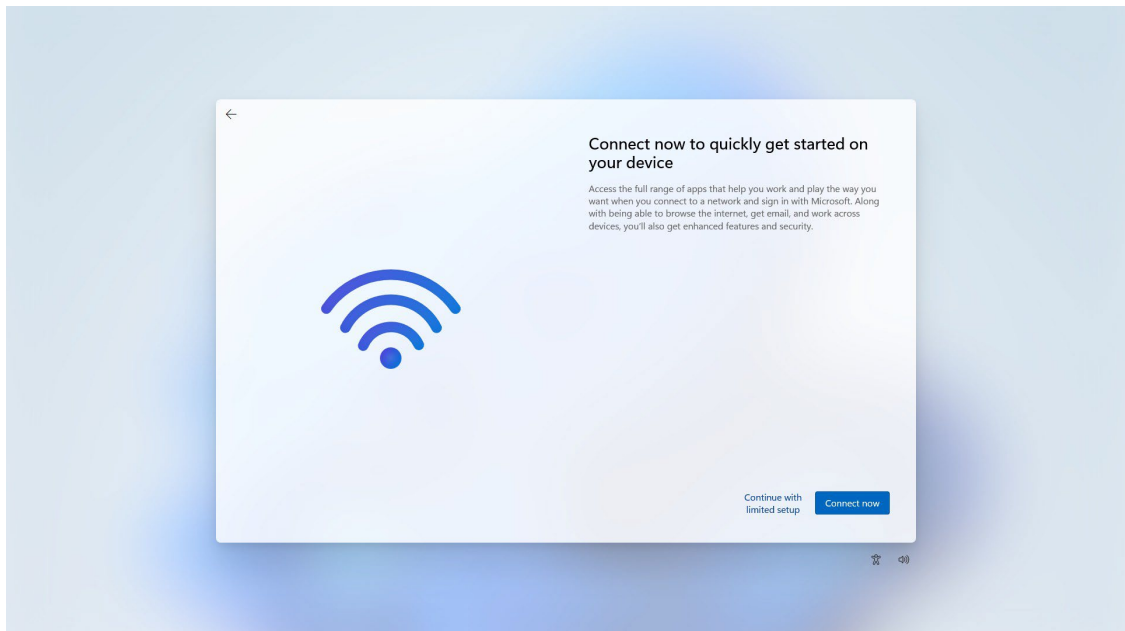 Connect now to quickly get started on
your device
Access the full range of apps that help you work and play the way you
want when you connect to a network and sign in with Microsoft. Along
with being able to browse the internet, get email, and work across
devices, you'll also get enhanced features and security.
Continue with
limited setup
Connect now